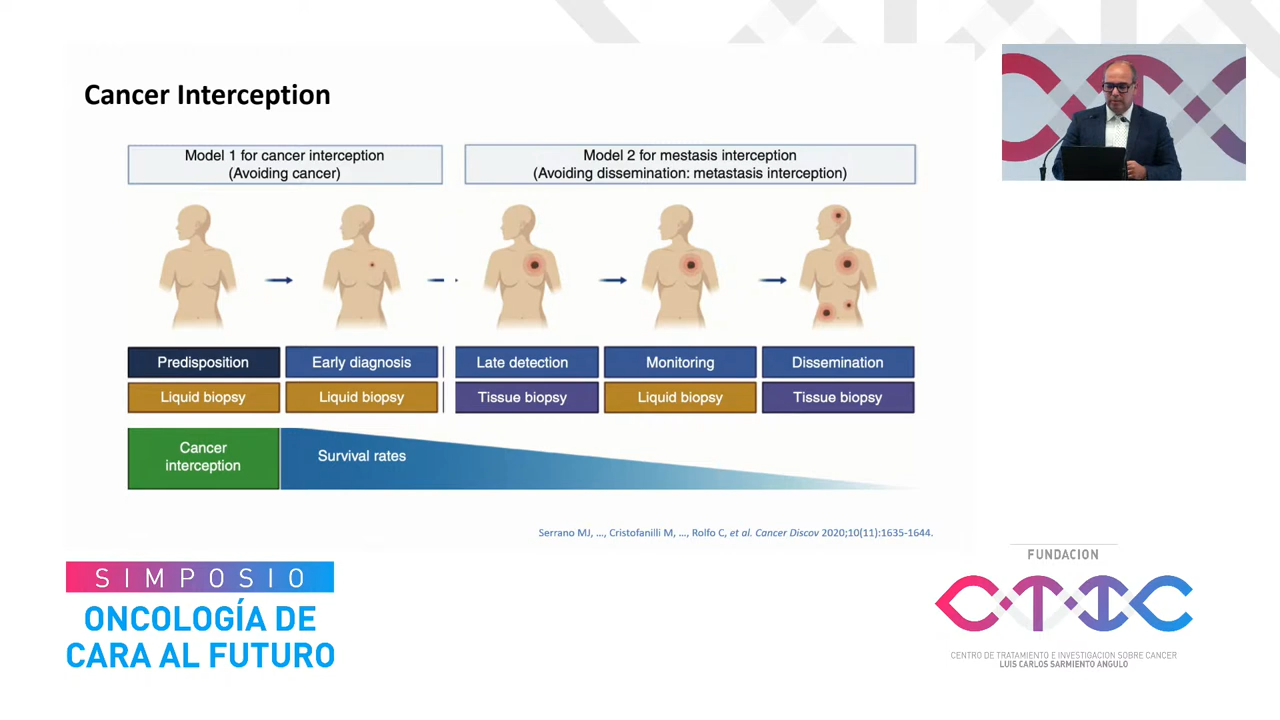 Cancer Interception
Model 1 for cancer interception
(Avoiding cancer)
Model 2 for mestasis interception
(Avoiding dissemination: metastasis interception)
Predisposition
Early diagnosis
Late detection
Monitoring
Dissemination
Liquid biopsy
Liquid biopsy
Tissue biopsy
Liquid biopsy
Tissue biopsy
Cancer
interception
Survival rates
Serrano MJ, ..., Cristofanilli M, ..., Rolfo C, et al. Cancer Discov 2020;10(11):1635-1644.
SIMPOSIO
ONCOLOGÍA DE
CARA AL FUTURO
FUNDACION
CTIC
CENTRO DE TRATAMIENTO E INVESTIGACION SOBRE CANCER
LUIS CARLOS SARMIENTO ANGULO